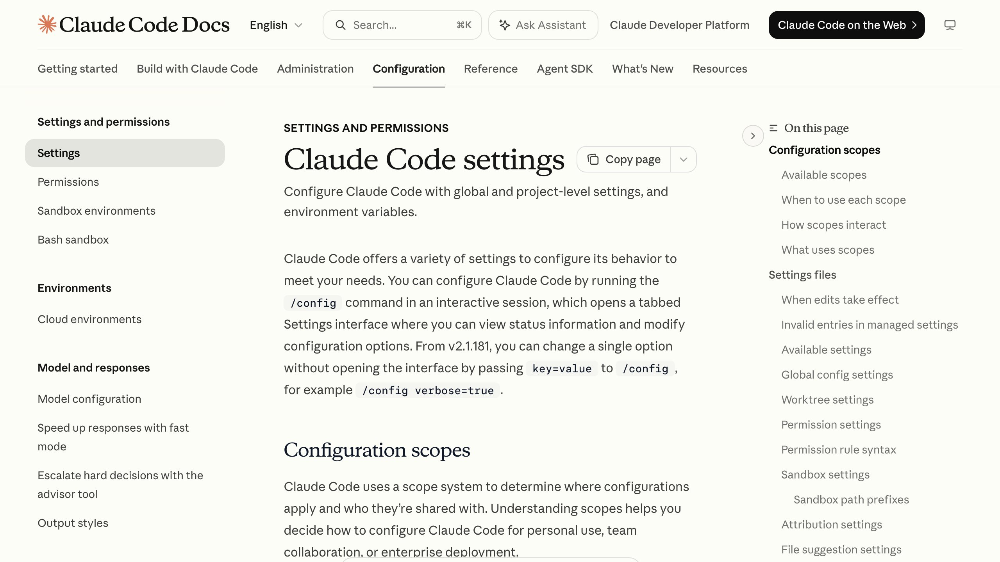 Claude Code Docs
English
Search...
⌘K
Ask Assistant
Claude Developer Platform
Claude Code on the Web
Getting started
Build with Claude Code
Administration
Configuration
Reference
Agent SDK
What's New
Resources
Settings and permissions
Settings
Permissions
Sandbox environments
Bash sandbox
Environments
Cloud environments
Model and responses
Model configuration
Speed up responses with fast
mode
Escalate hard decisions with the
advisor tool
Output styles
SETTINGS AND PERMISSIONS
Claude Code settings
Copy page
Configure Claude Code with global and project-level settings, and
environment variables.
Claude Code offers a variety of settings to configure its behavior to
meet your needs. You can configure Claude Code by running the
/config command in an interactive session, which opens a tabbed
Settings interface where you can view status information and modify
configuration options. From v2.1.181, you can change a single option
without opening the interface by passing key=value to /config,
for example /config verbose=true.
Configuration scopes
Claude Code uses a scope system to determine where configurations
apply and who they're shared with. Understanding scopes helps you
decide how to configure Claude Code for personal use, team
collaboration, or enterprise deployment.
On this page
Configuration scopes
Available scopes
When to use each scope
How scopes interact
What uses scopes
Settings files
When edits take effect
Invalid entries in managed settings
Available settings
Global config settings
Worktree settings
Permission settings
Permission rule syntax
Sandbox settings
Sandbox path prefixes
Attribution settings
File suggestion settings